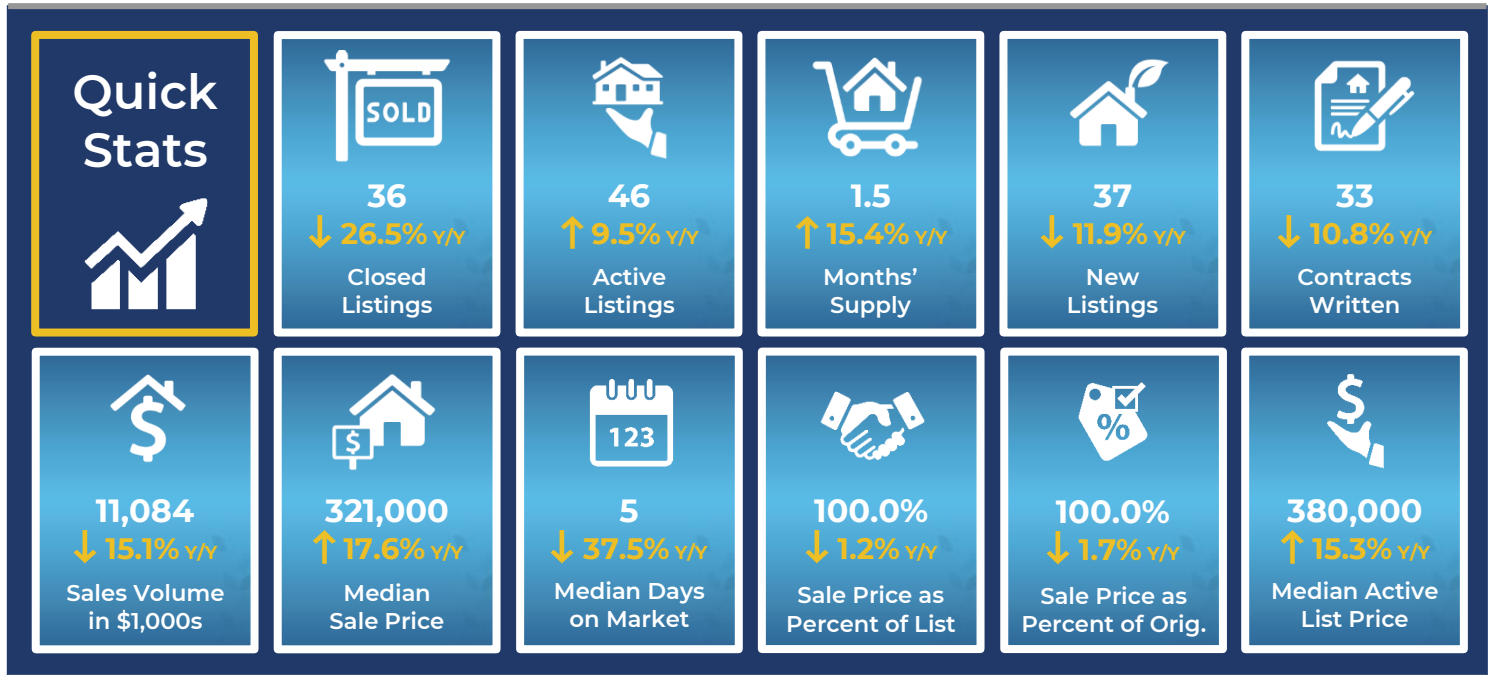 Quick
Stats
SOLD
36
↓ 26.5% Y/Y
Closed
Listings
46
↑ 9.5% Y/Y
Active
Listings
1.5
↑ 15.4% Y/Y
Months’
Supply
37
↓ 11.9% Y/Y
New
Listings
33
↓ 10.8% Y/Y
Contracts
Written
$
11,084
↓ 15.1% Y/Y
Sales Volume
in $1,000s
$
321,000
↑ 17.6% Y/Y
Median
Sale Price
123
5
↓ 37.5% Y/Y
Median Days
on Market
100.0%
↓ 1.2% Y/Y
Sale Price as
Percent of List
%
100.0%
↓ 1.7% Y/Y
Sale Price as
Percent of Orig.
$
380,000
↑ 15.3% Y/Y
Median Active
List Price